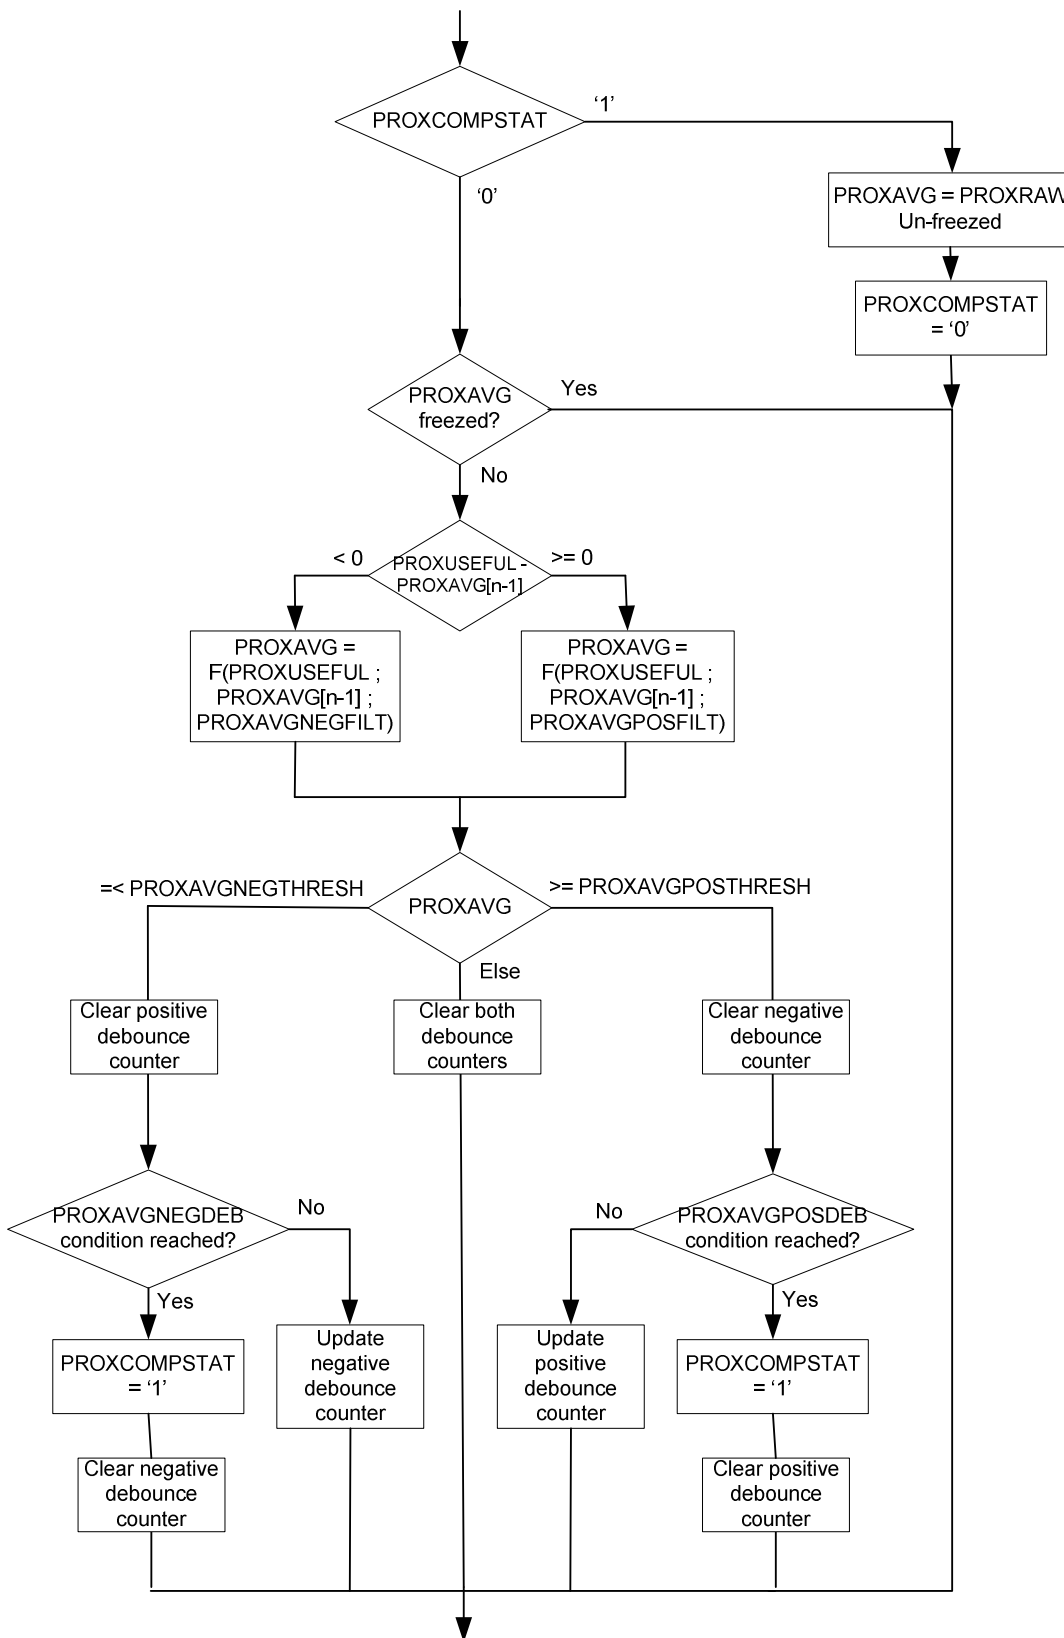 PROXCOMPSTAT
‘1’
‘0’
PROXAVG = PROXRAW
Un-freezed
PROXCOMPSTAT
= ‘0’
PROXAVG
freezed?
Yes
No
PROXUSEFUL -
PROXAVG[n-1]
< 0
>= 0
PROXAVG =
F(PROXUSEFUL ;
PROXAVG[n-1] ;
PROXAVGNEGFILT)
PROXAVG =
F(PROXUSEFUL ;
PROXAVG[n-1] ;
PROXAVGPOSFILT)
=< PROXAVGNEGTHRESH
PROXAVG
>= PROXAVGPOSTHRESH
Else
Clear positive
debounce
counter
Clear both
debounce
counters
Clear negative
debounce
counter
PROXAVGNEGDEB
condition reached?
No
Yes
No
PROXAVGPOSDEB
condition reached?
Yes
PROXCOMPSTAT
= ‘1’
Update
negative
debounce
counter
Update
positive
debounce
counter
PROXCOMPSTAT
= ‘1’
Clear negative
debounce
counter
Clear positive
debounce
counter